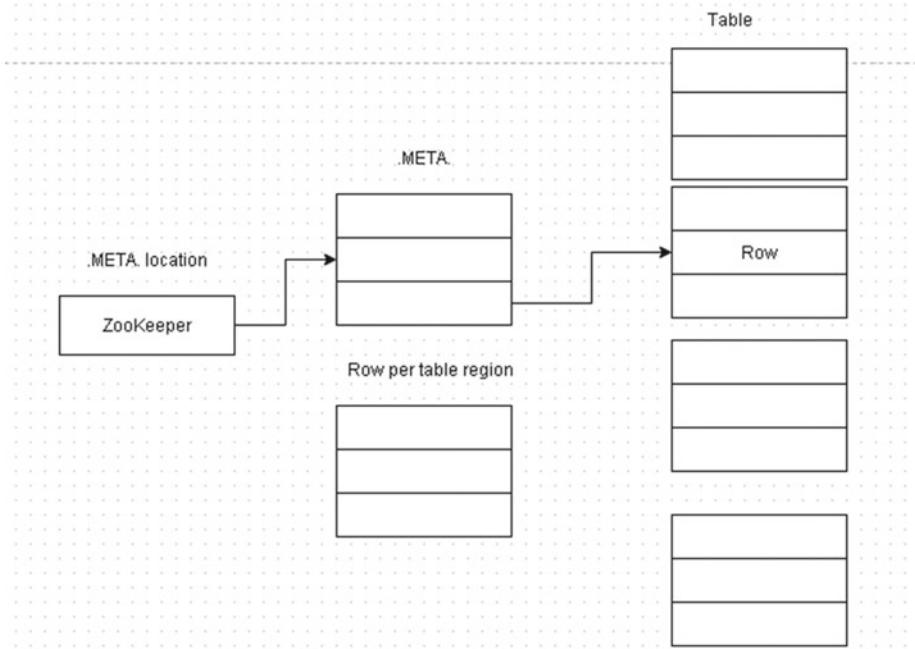 Table
.META.
.META. location
Row
ZooKeeper
Row per table region